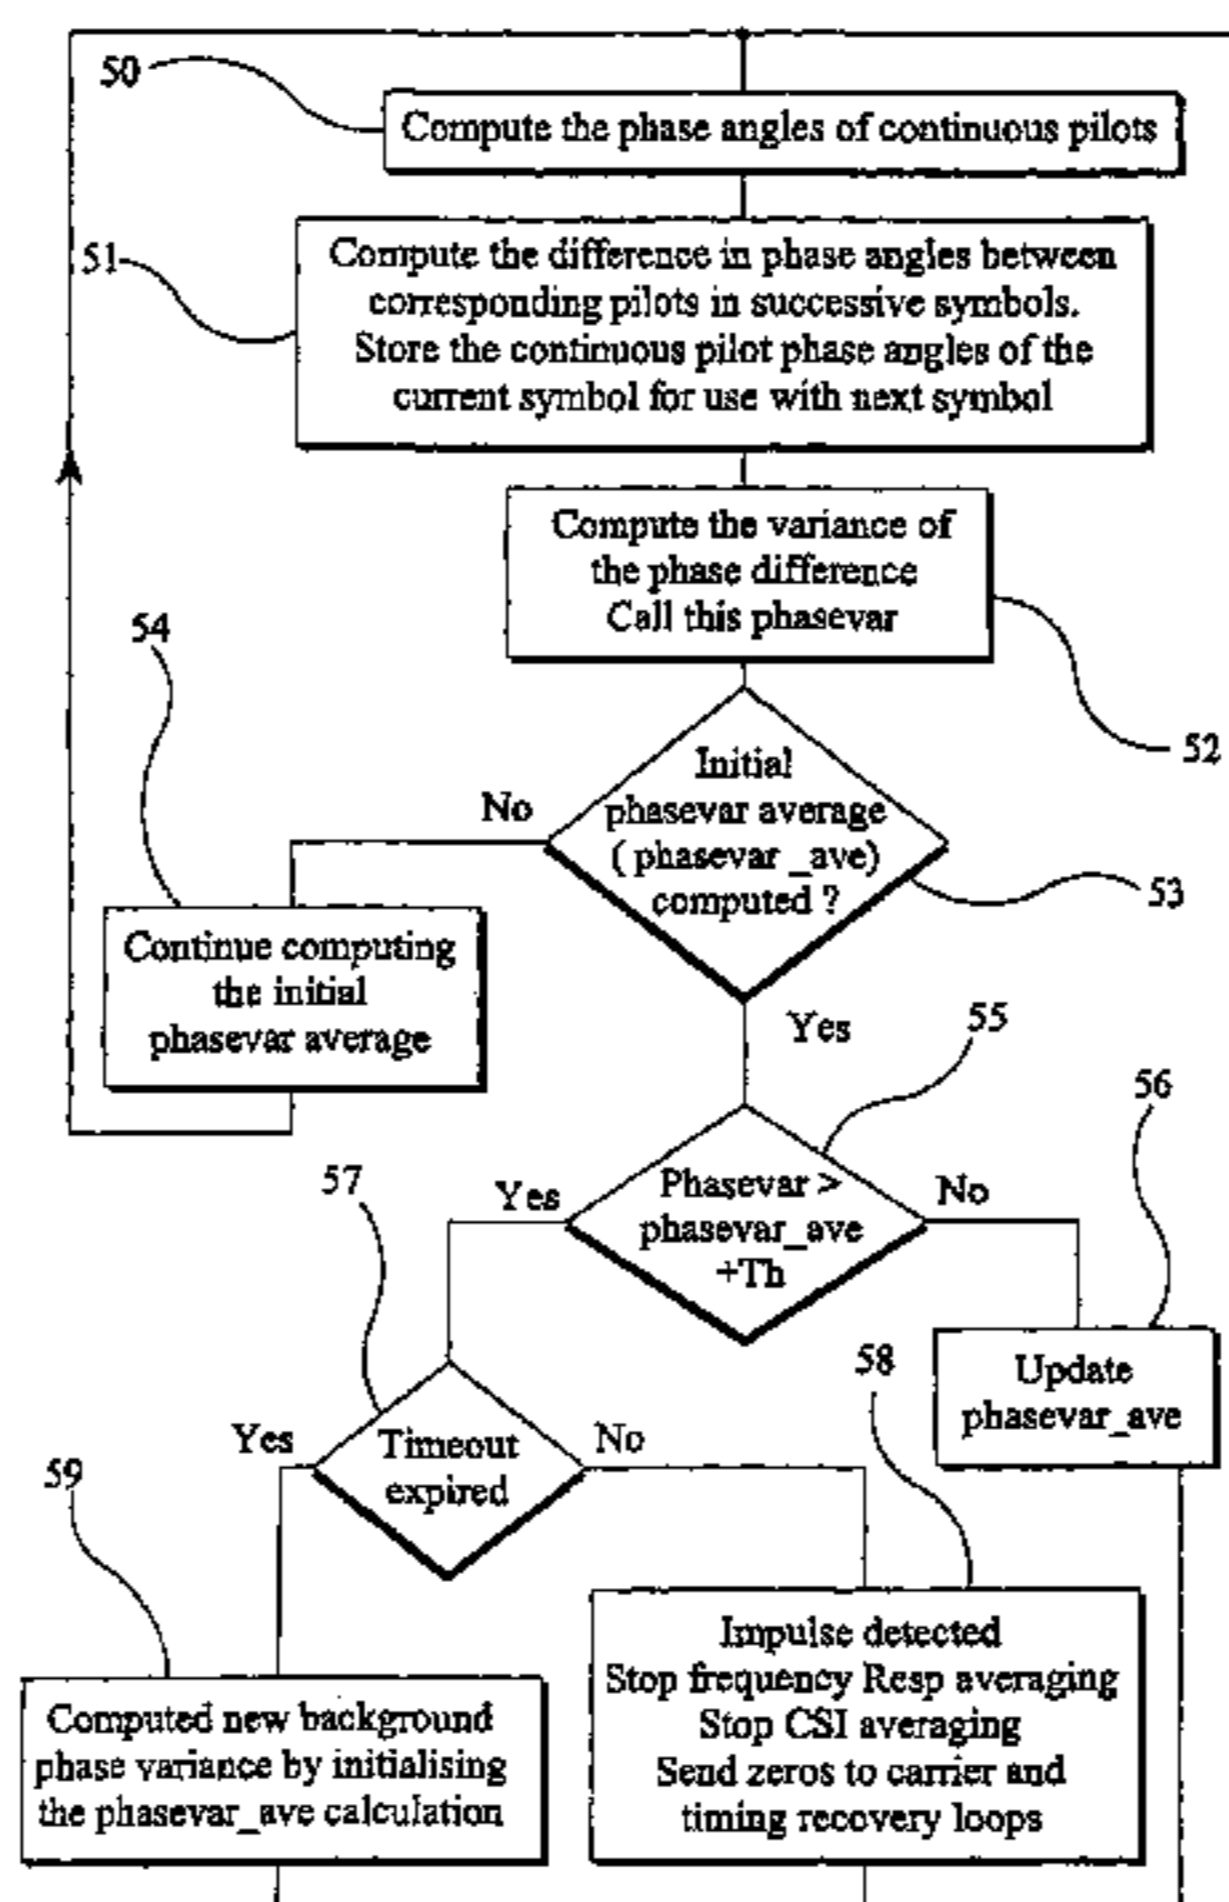 50
Compute the phase angles of continuous pilots
51
Compute the difference in phase angles between
corresponding pilots in successive symbols.
Store the continuous pilot phase angles of the
current symbol for use with next symbol
Compute the variance of
the phase difference
Call this phasevar
52
54
Initial
phasevar average
( phasevar _ave)
computed ?
No
53
Continue computing
the initial
phasevar average
Yes
55
56
57
Yes
Phasevar >
phasevar_ave
+Th
No
58
Update
phasevar_ave
Yes
Timeout
expired
No
59
Impulse detected
Stop frequency Resp averaging
Stop CSI averaging
Send zeros to carrier and
timing recovery loops
Computed new background
phase variance by initialising
the phasevar_ave calculation